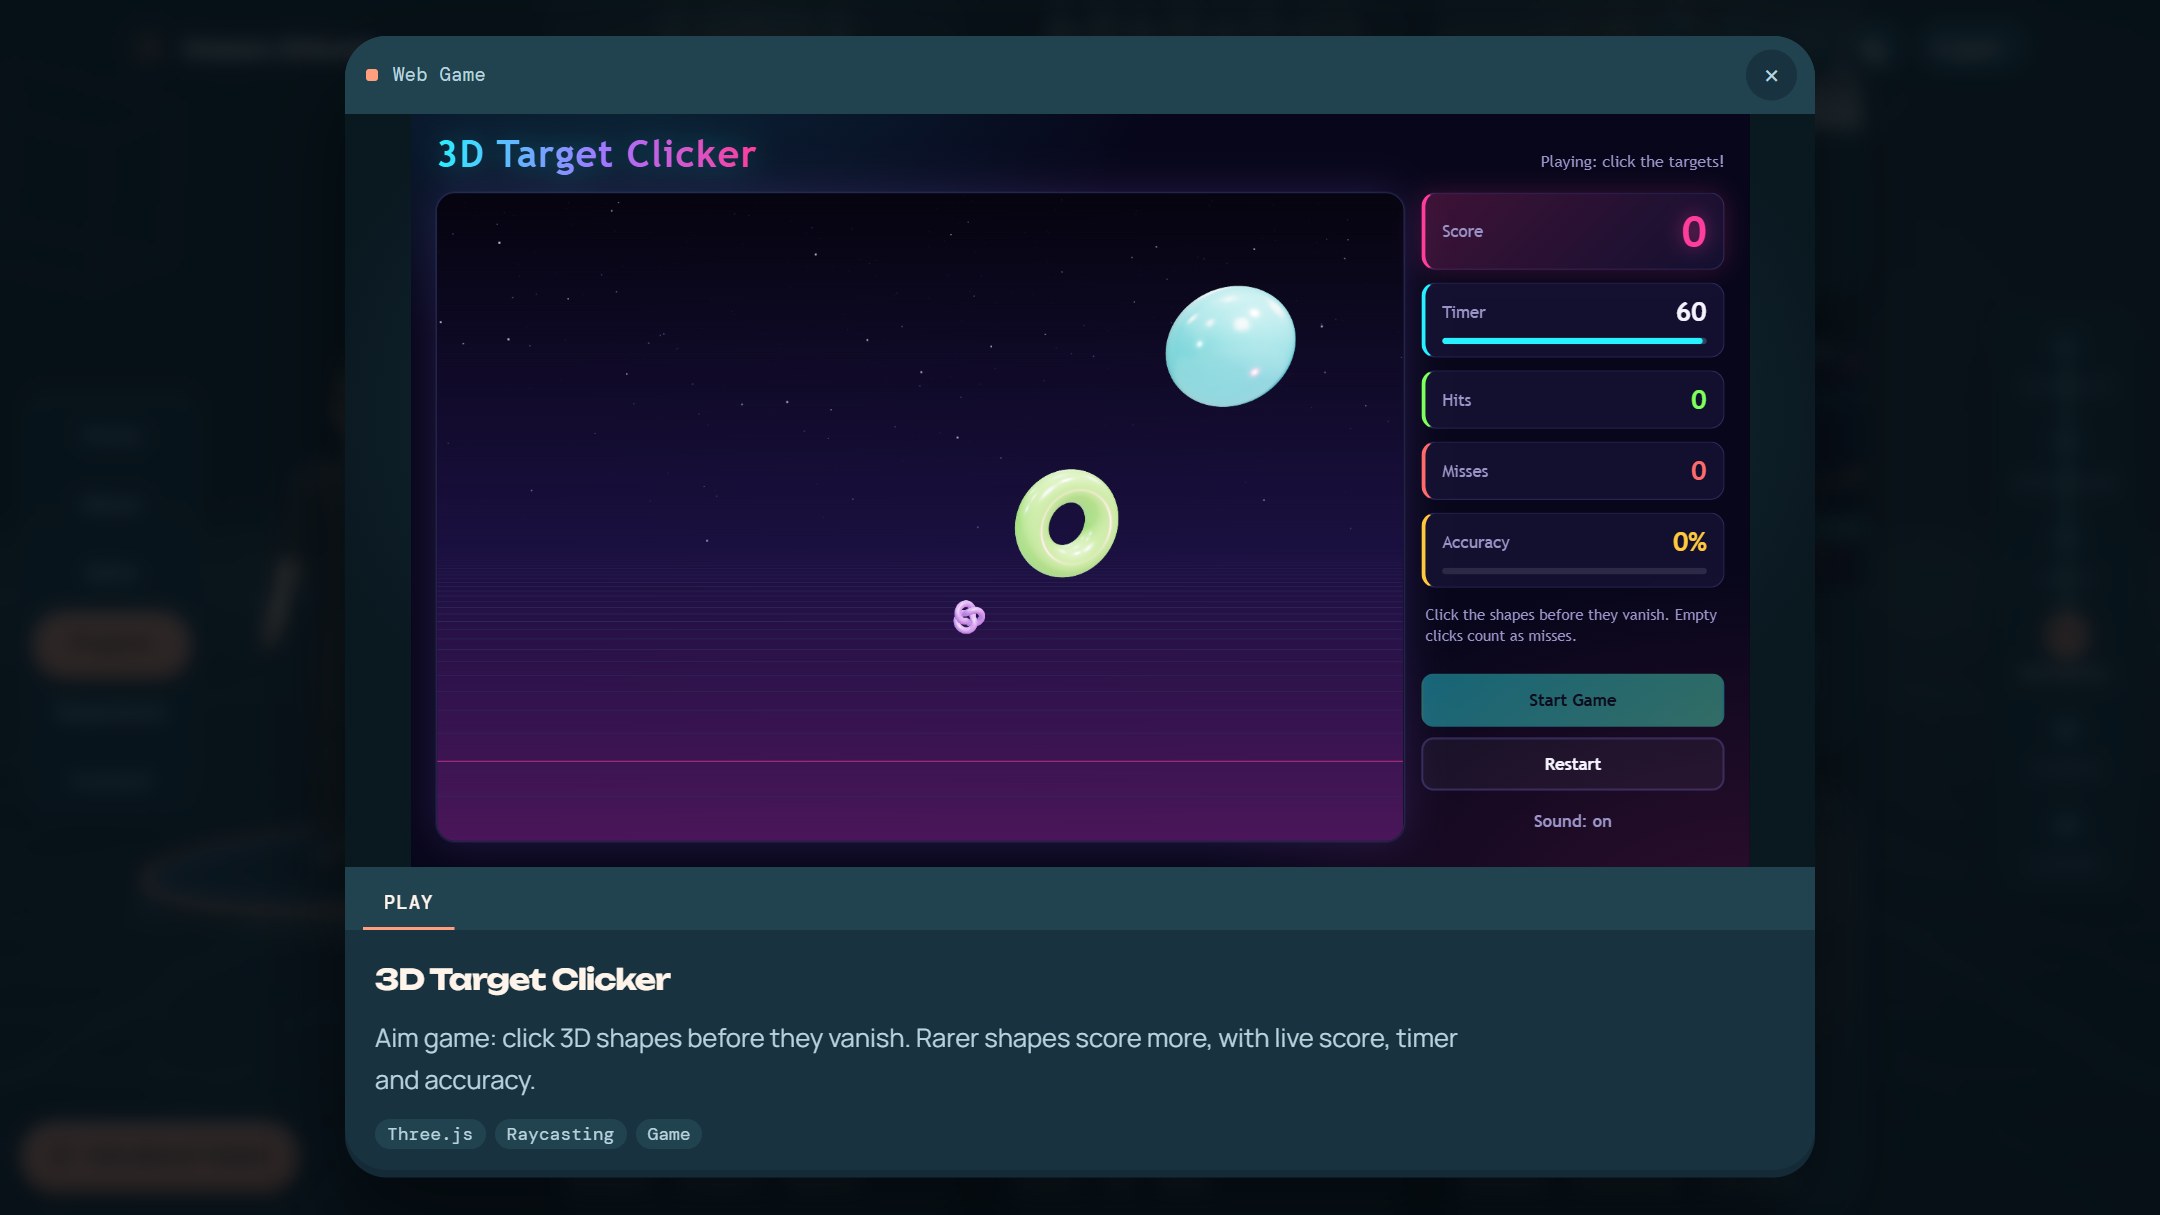 Web Game
×
3D Target Clicker
Playing: click the targets!
Score 0
Timer 60
Hits 0
Misses 0
Accuracy 0%
Click the shapes before they vanish. Empty
clicks count as misses.
Start Game
Restart
Sound: on
PLAY
3D Target Clicker
Aim game: click 3D shapes before they vanish. Rarer shapes score more, with live score, timer
and accuracy.
Three.js Raycasting Game